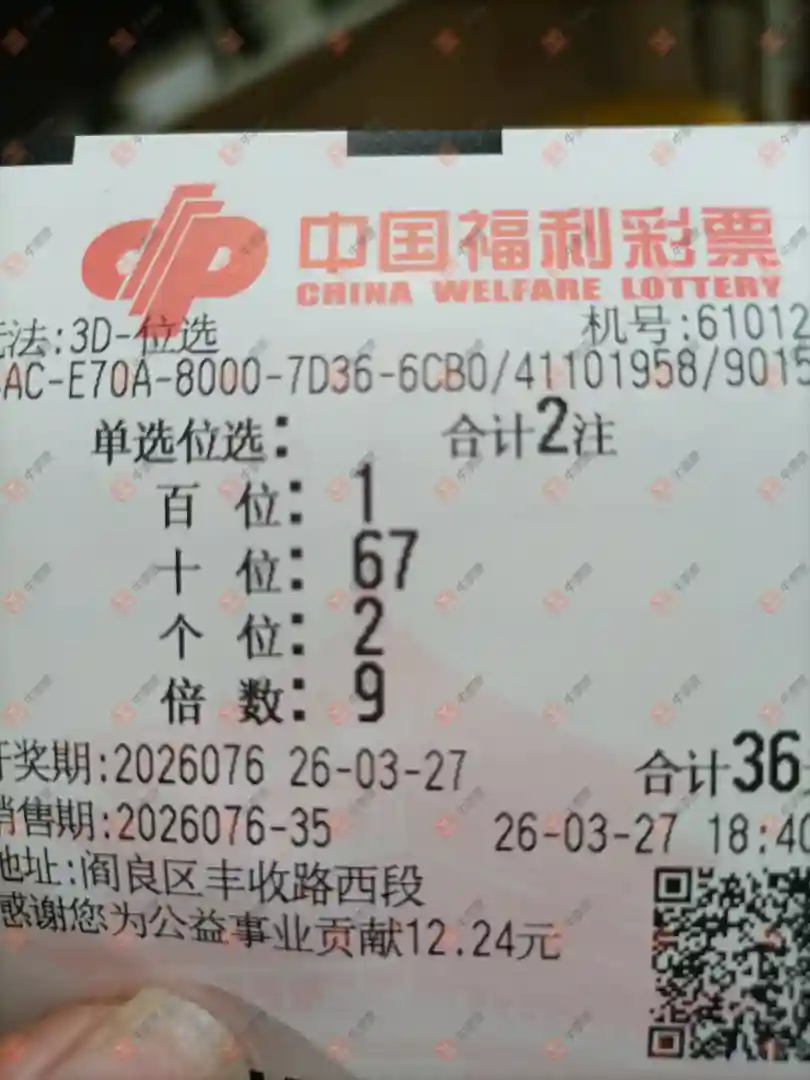 中国福利彩票
CHINA WELFARE LOTTERY
法:3D-位选 机号:61012
AC-E70A-8000-7D36-6CB0/41101958/9015
单选位选: 合计2注
百 位: 1
十 位: 67
个 位: 2
倍 数: 9
开奖期:2026076 26-03-27 合计36
销售期:2026076-35 26-03-27 18:40
地址:阎良区丰收路西段
感谢您为公益事业贡献12.24元